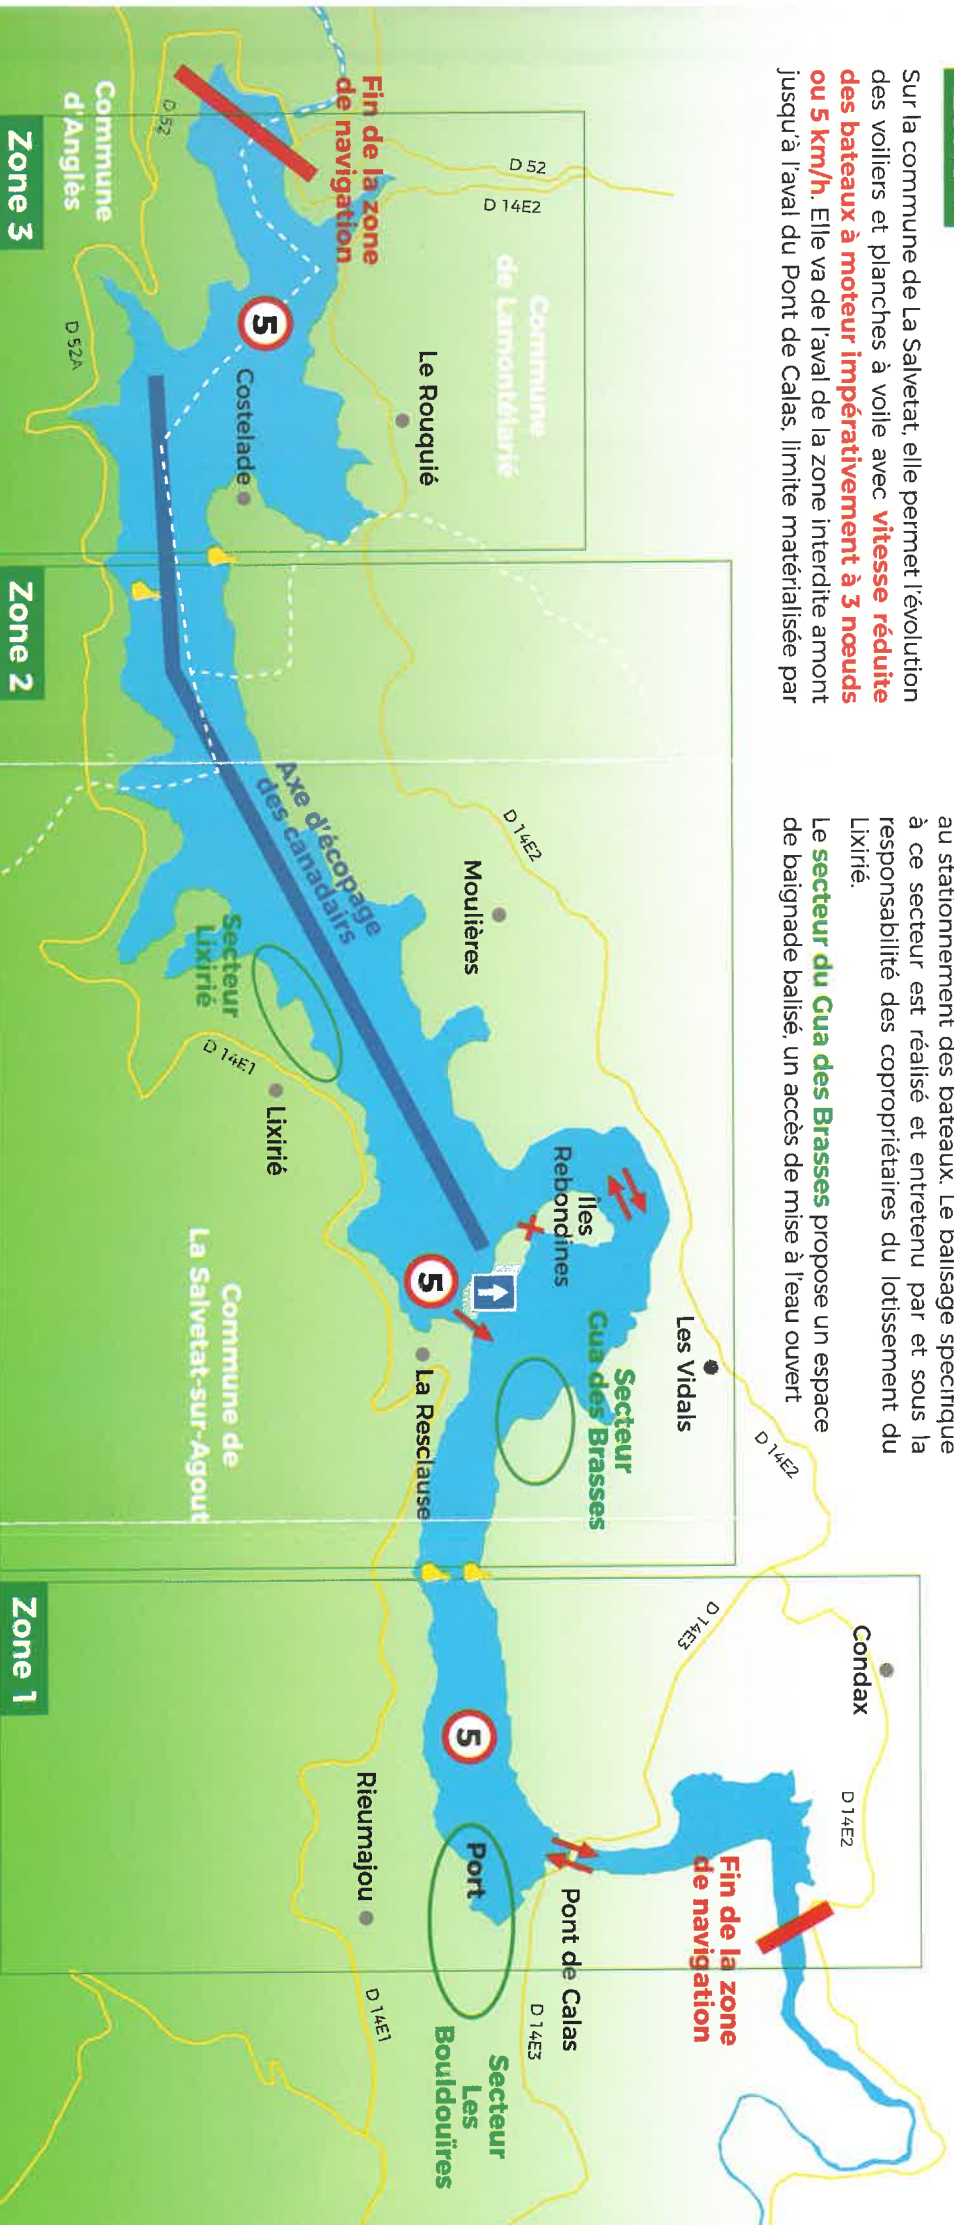 Sur la commune de La Salvetat, elle permet l'évolution
des voiliers et planches à voile avec vitesse réduite
des bateaux à moteur impérativement à 3 nœuds
ou 5 km/h. Elle va de l'aval de la zone interdite amont
jusqu'à l'aval du Pont de Calas, limite matérialisée par
au stationnement des bateaux. Le balisage spécifique
à ce secteur est réalisé et entretenu par et sous la
responsabilité des copropriétaires du lotissement du
Lixirié.
Le secteur du Gua des Brasses propose un espace
de baignade balisé, un accès de mise à l'eau ouvert
Fin de la zone
de navigation
D 52
D 14E2
Commune
de Lamontélarié
Le Rouquié
5
Costelade
D 52
Commune
d'Anglès
D 52A
Zone 3
D 14E2
Moulières
Axe d'écopage
des canadairs
Secteur
Lixirié
D 14E1
Lixirié
Îles
Rebondines
5
Les Vidals
Secteur
Gua des Brasses
La Resclause
D 14E2
Commune de
La Salvetat-sur-Agout
Zone 2
Condax
D 14E3
D 14E2
5
Fin de la zone
de navigation
Port
Pont de Calas
Rieumajou
D 14E3
D 14E1
Secteur
Les
Bouldouïres
Zone 1